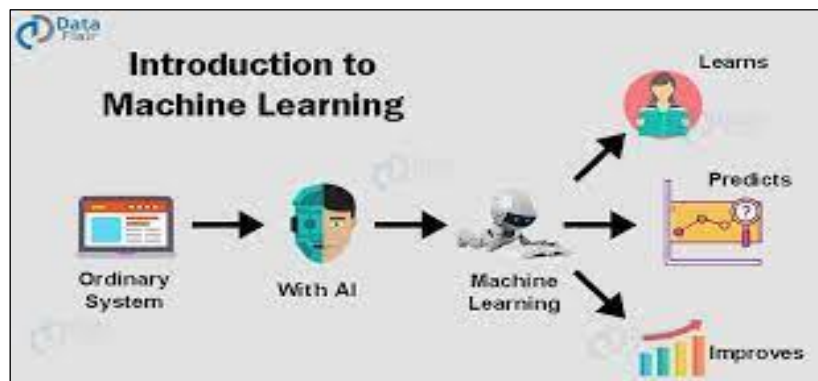 Data
Flair
Introduction to
Machine Learning
Learns
Predicts
?
Ordinary
System
With AI
Machine
Learning
Improves